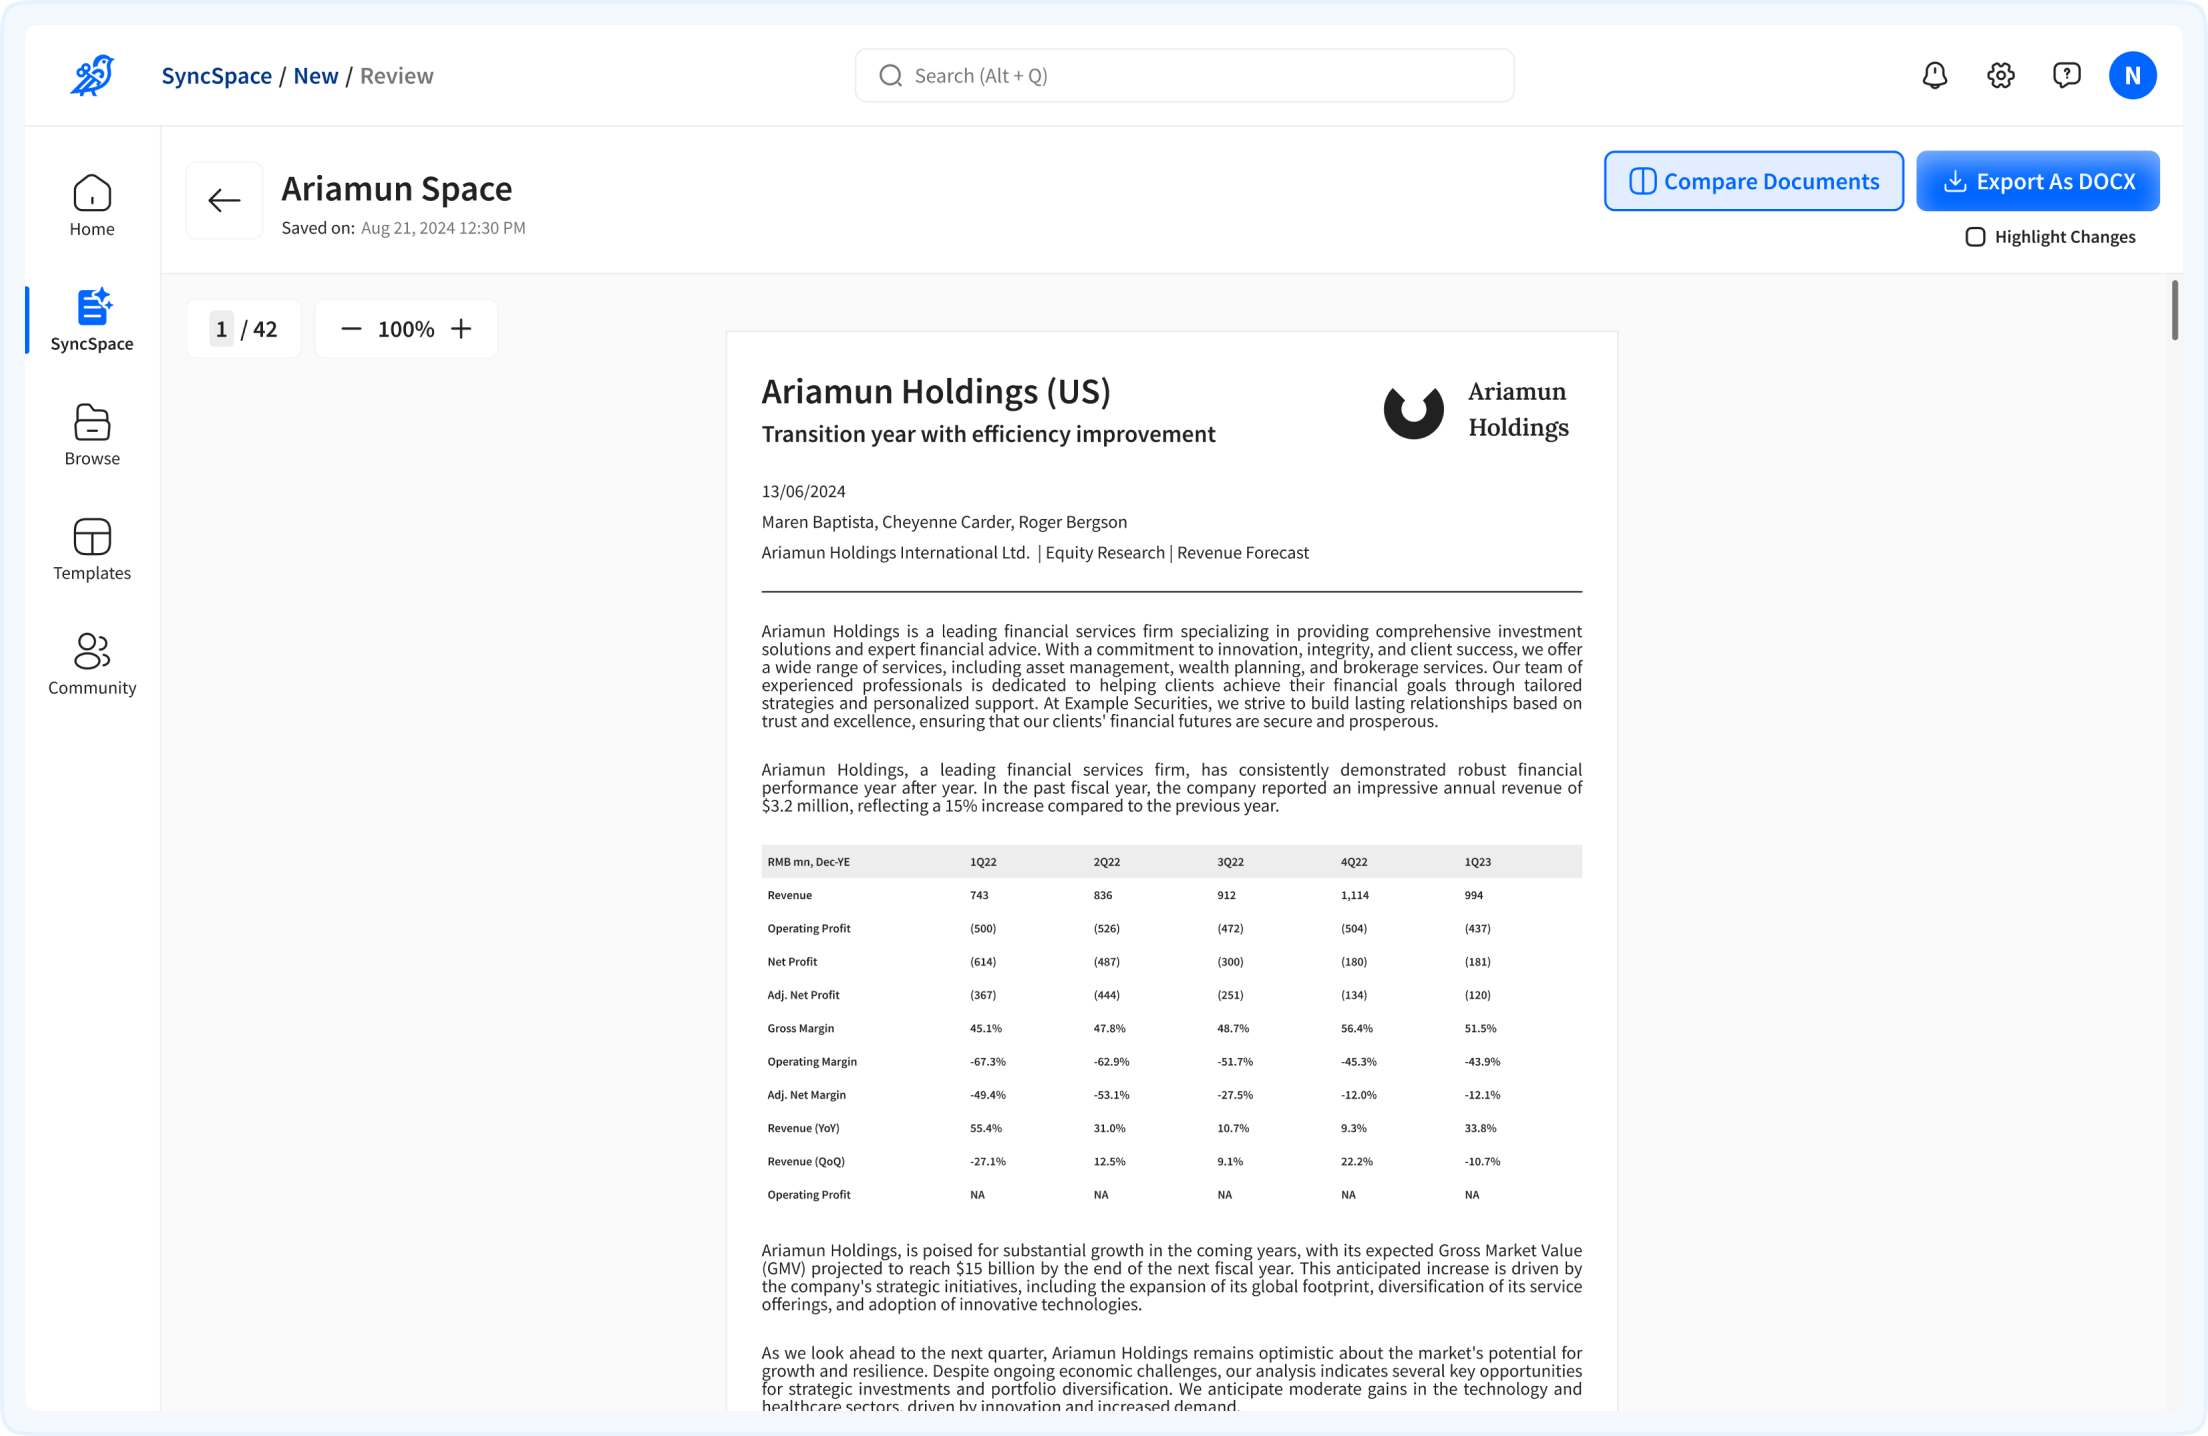 SyncSpace / New / Review
Search (Alt + Q)
N
Home
SyncSpace
Browse
Templates
Community
Ariamun Space
Saved on: Aug 21, 2024 12:30 PM
Compare Documents
Export As DOCX
Highlight Changes
1 / 42
100%
Ariamun Holdings (US)
Transition year with efficiency improvement
Ariamun
Holdings
13/06/2024
Maren Baptista, Cheyenne Carder, Roger Bergson
Ariamun Holdings International Ltd. | Equity Research | Revenue Forecast
Ariamun Holdings is a leading financial services firm specializing in providing comprehensive investment
solutions and expert financial advice. With a commitment to innovation, integrity, and client success, we offer
a wide range of services, including asset management, wealth planning, and brokerage services. Our team of
experienced professionals is dedicated to helping clients achieve their financial goals through tailored
strategies and personalized support. At Example Securities, we strive to build lasting relationships based on
trust and excellence, ensuring that our clients' financial futures are secure and prosperous.
Ariamun Holdings, a leading financial services firm, has consistently demonstrated robust financial
performance year after year. In the past fiscal year, the company reported an impressive annual revenue of
$3.2 million, reflecting a 15% increase compared to the previous year.
RMB mn, Dec-YE 1Q22 2Q22 3Q22 4Q22 1Q23
Revenue 743 836 912 1,114 994
Operating Profit (500) (526) (472) (504) (437)
Net Profit (614) (487) (300) (180) (181)
Adj. Net Profit (367) (444) (251) (134) (120)
Gross Margin 45.1% 47.8% 48.7% 56.4% 51.5%
Operating Margin -67.3% -62.9% -51.7% -45.3% -43.9%
Adj. Net Margin -49.4% -53.1% -27.5% -12.0% -12.1%
Revenue (YoY) 55.4% 31.0% 10.7% 9.3% 33.8%
Revenue (QoQ) -27.1% 12.5% 9.1% 22.2% -10.7%
Operating Profit NA NA NA NA NA
Ariamun Holdings, is poised for substantial growth in the coming years, with its expected Gross Market Value
(GMV) projected to reach $15 billion by the end of the next fiscal year. This anticipated increase is driven by
the company's strategic initiatives, including the expansion of its global footprint, diversification of its service
offerings, and adoption of innovative technologies.
As we look ahead to the next quarter, Ariamun Holdings remains optimistic about the market's potential for
growth and resilience. Despite ongoing economic challenges, our analysis indicates several key opportunities
for strategic investments and portfolio diversification. We anticipate moderate gains in the technology and
healthcare sectors, driven by innovation and increased demand.